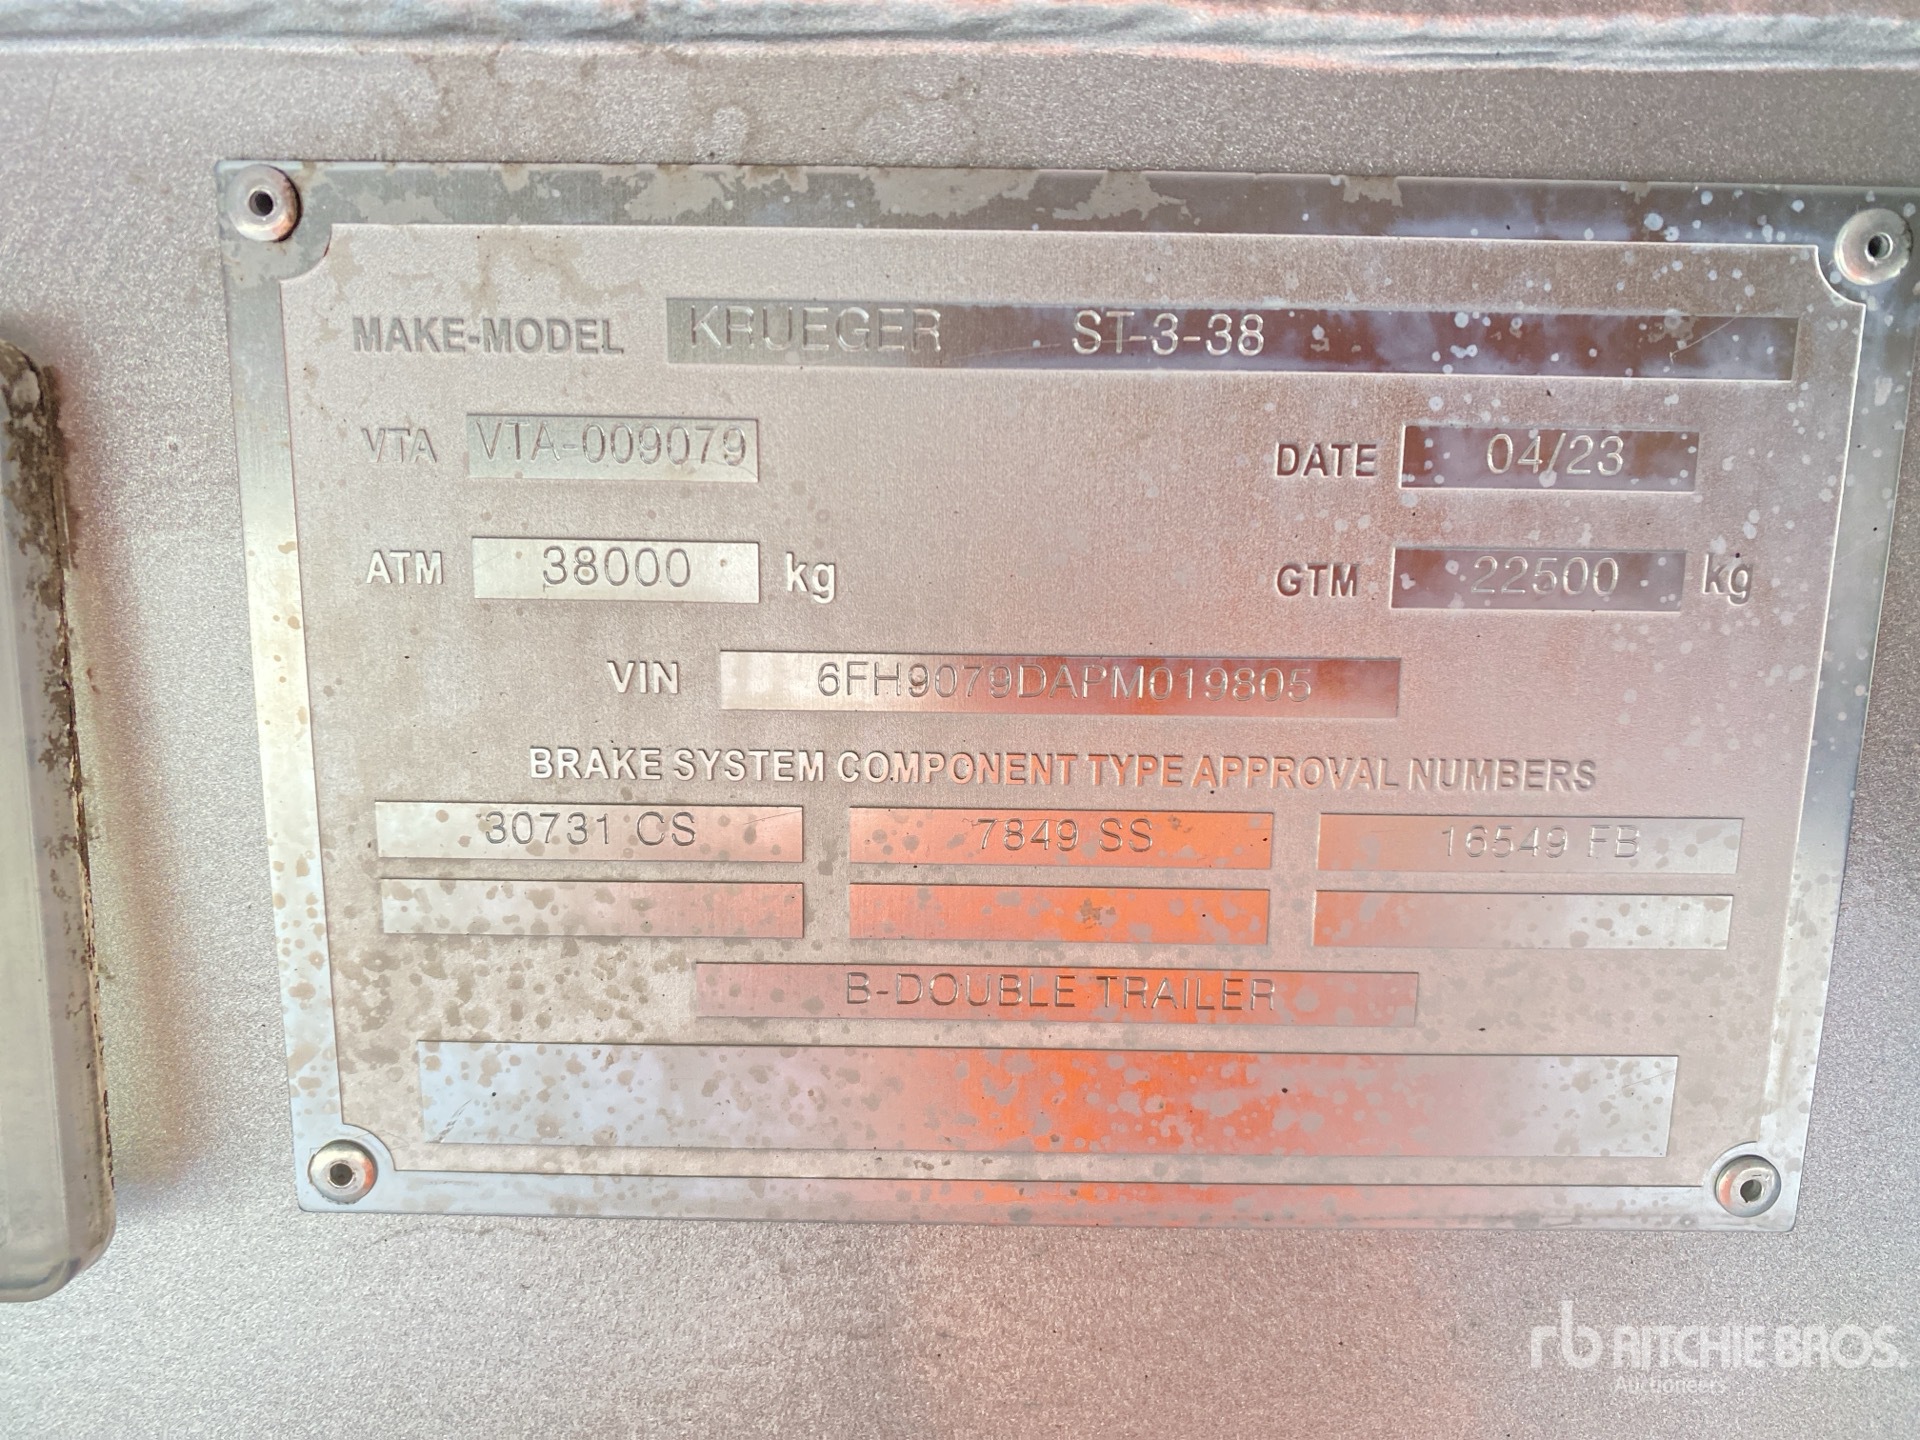 MAKE-MODEL KRUEGER ST-3-38
VTA VTA-009079 DATE 04/23
ATM 38000 kg GTM 22500 kg
VIN 6FH9079DAPM019805
BRAKE SYSTEM COMPONENT TYPE APPROVAL NUMBERS
30731 CS 7849 SS 16549 FB
B-DOUBLE TRAILER
rb RITCHIE BROS.
Auctioneers